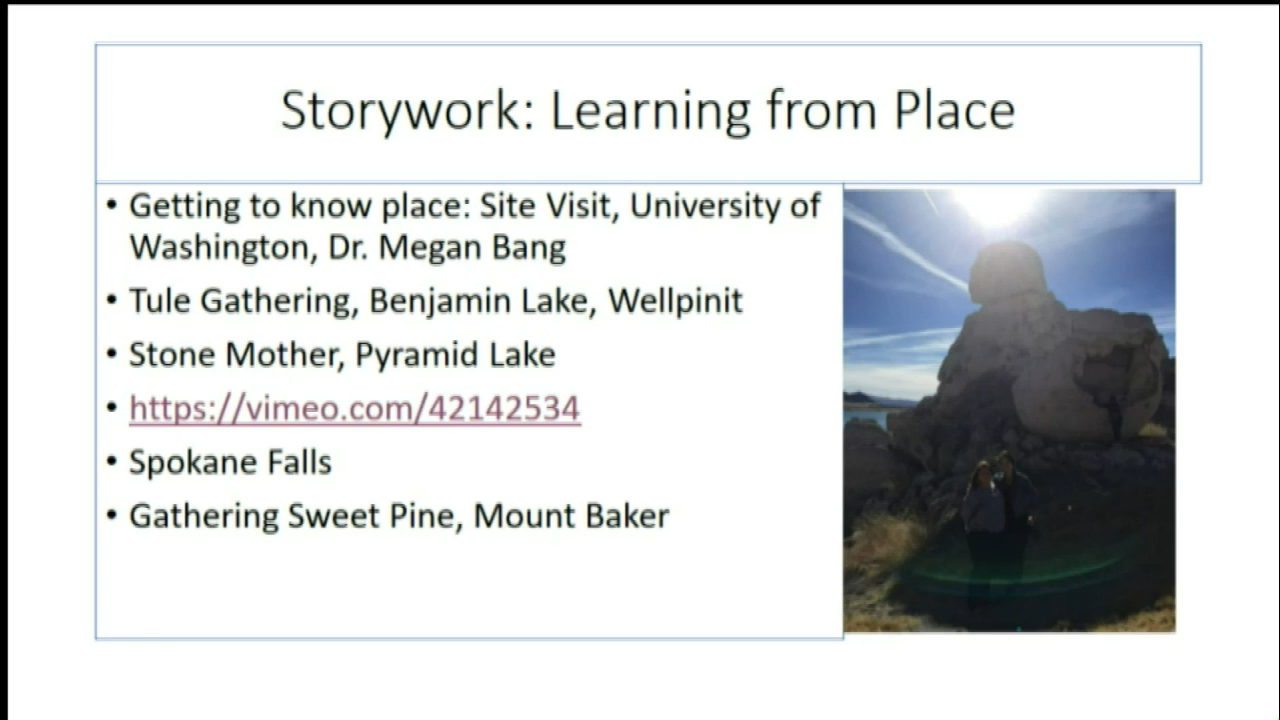 Storywork: Learning from Place
• Getting to know place: Site Visit, University of
Washington, Dr. Megan Bang
• Tule Gathering, Benjamin Lake, Wellpinit
• Stone Mother, Pyramid Lake
• https://vimeo.com/42142534
• Spokane Falls
• Gathering Sweet Pine, Mount Baker